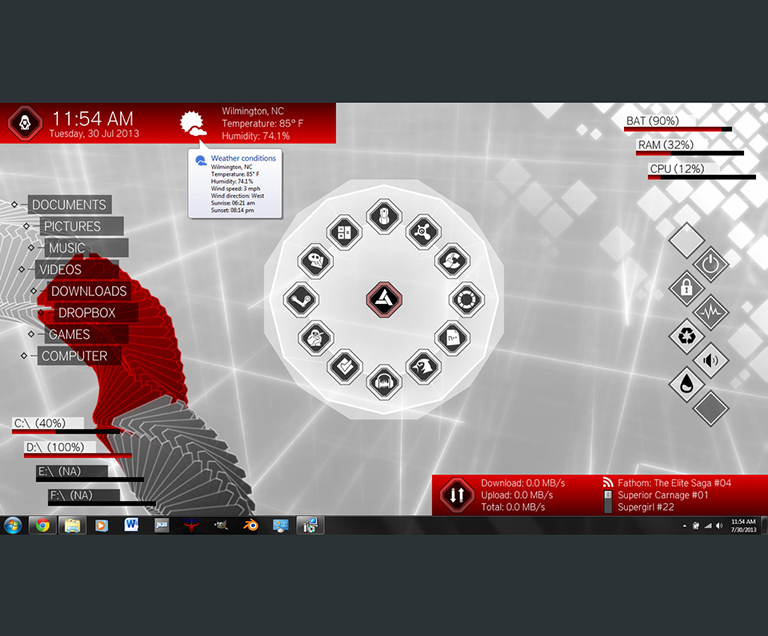 11:54 AM
Tuesday, 30 Jul 2013
Wilmington, NC
Temperature: 85° F
Humidity: 74.1%
Weather conditions
Wilmington, NC
Temperature: 85° F
Humidity: 74.1%
Wind speed: 3 mph
Wind direction: West
Sunrise: 06:21 am
Sunset: 08:14 pm
BAT (90%)
RAM (32%)
CPU (12%)
DOCUMENTS
PICTURES
MUSIC
VIDEOS
DOWNLOADS
DROPBOX
GAMES
COMPUTER
C:\ (40%)
D:\ (100%)
E:\ (NA)
F:\ (NA)
Download: 0.0 MB/s
Upload: 0.0 MB/s
Total: 0.0 MB/s
Fathom: The Elite Saga #04
Superior Carnage #01
Supergirl #22
W
11:54 AM
7/30/2013